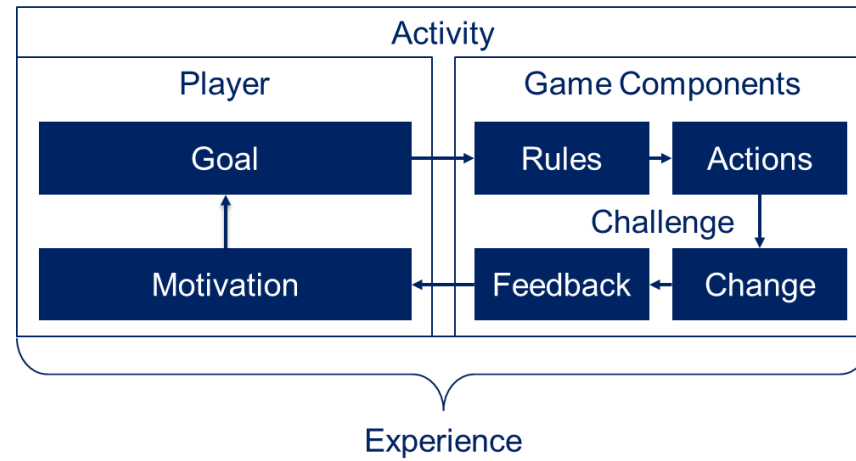 Activity
Player
Game Components
Goal
Rules
Actions
Challenge
Motivation
Feedback
Change
Experience